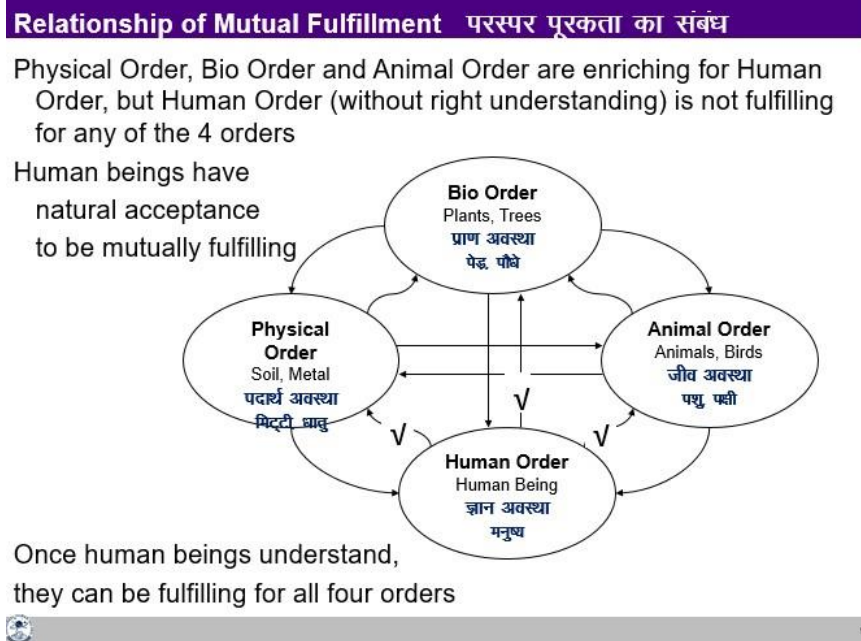 Relationship of Mutual Fulfillment परस्पर पूरकता का संबंध
Physical Order, Bio Order and Animal Order are enriching for Human
Order, but Human Order (without right understanding) is not fulfilling
for any of the 4 orders
Human beings have
natural acceptance
to be mutually fulfilling
Bio Order
Plants, Trees
प्राण अवस्था
पेड़, पौधे
Physical
Order
Soil, Metal
पदार्थ अवस्था
मिट्टी, धातु
Animal Order
Animals, Birds
जीव अवस्था
पशु, पक्षी
√
√
√
Human Order
Human Being
ज्ञान अवस्था
मनुष्य
Once human beings understand,
they can be fulfilling for all four orders